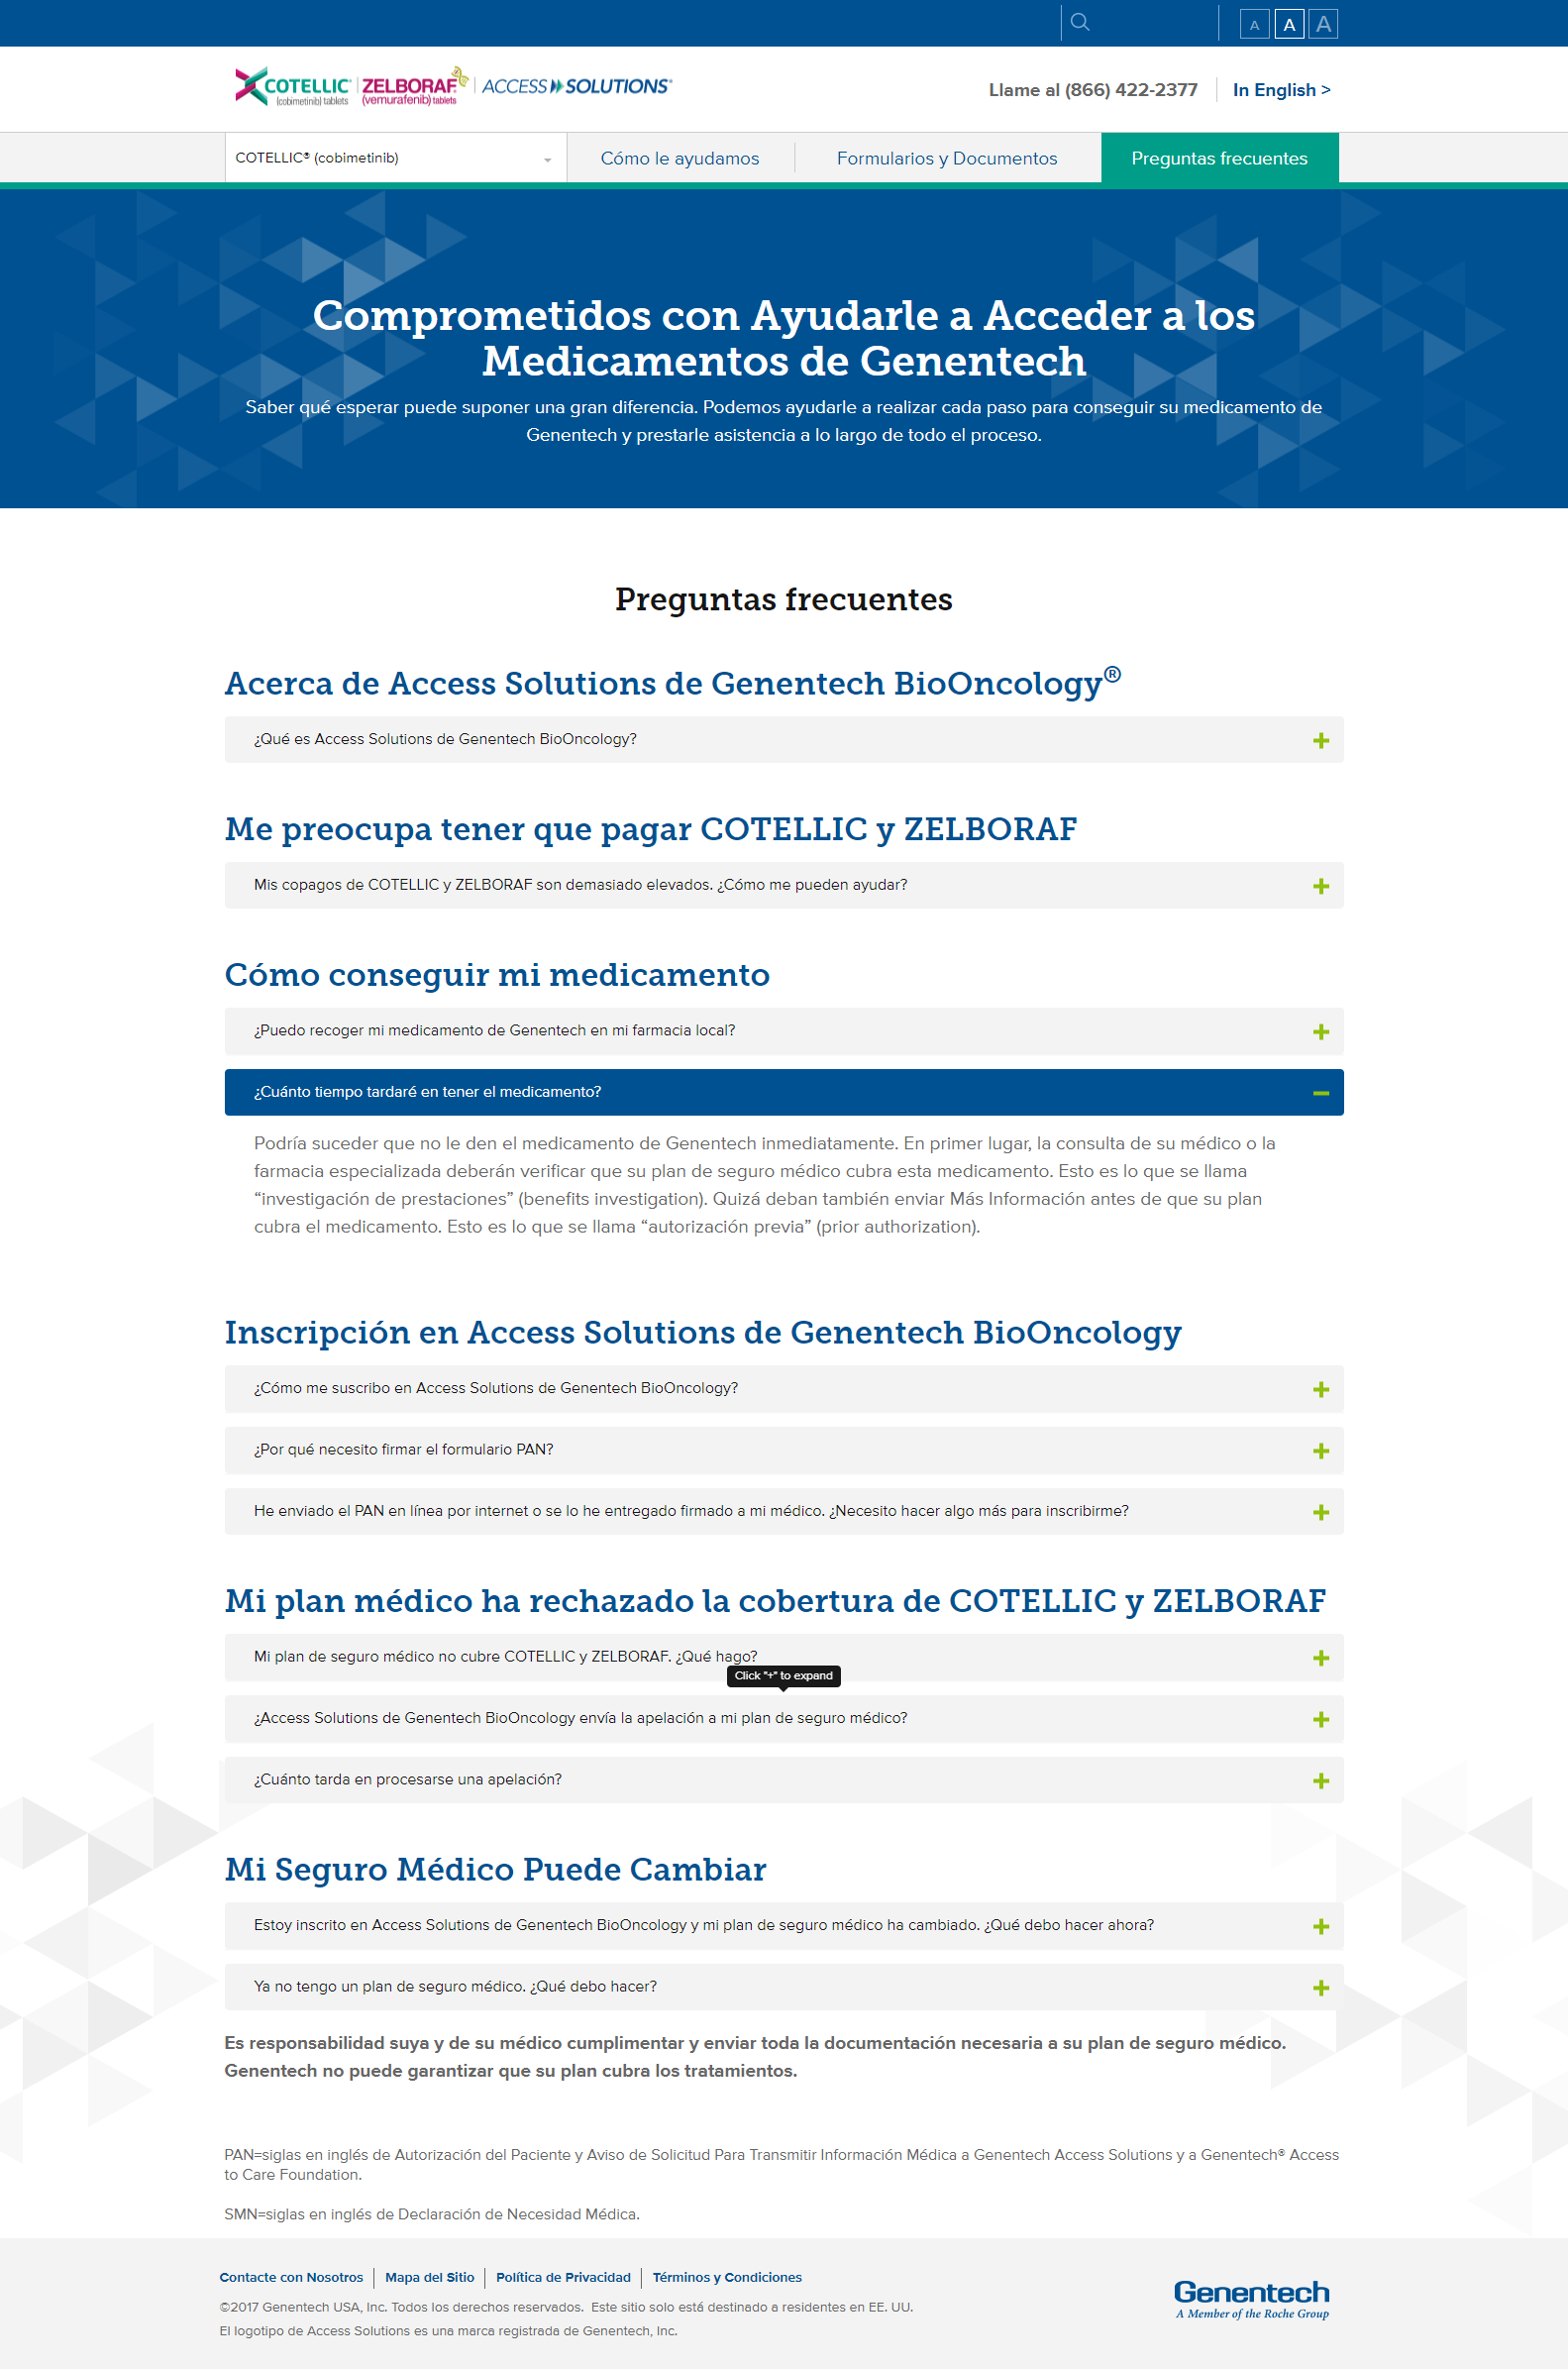 A A A
COTELLIC® (cobimetinib) tablets | ZELBORAF® (vemurafenib) tablets | ACCESS SOLUTIONS®
Llame al (866) 422-2377
In English >
COTELLIC® (cobimetinib)
Cómo le ayudamos
Formularios y Documentos
Preguntas frecuentes
Comprometidos con Ayudarle a Acceder a los
Medicamentos de Genentech
Saber qué esperar puede suponer una gran diferencia. Podemos ayudarle a realizar cada paso para conseguir su medicamento de
Genentech y prestarle asistencia a lo largo de todo el proceso.
Preguntas frecuentes
Acerca de Access Solutions de Genentech BioOncology®
¿Qué es Access Solutions de Genentech BioOncology?
Me preocupa tener que pagar COTELLIC y ZELBORAF
Mis copagos de COTELLIC y ZELBORAF son demasiado elevados. ¿Cómo me pueden ayudar?
Cómo conseguir mi medicamento
¿Puedo recoger mi medicamento de Genentech en mi farmacia local?
¿Cuánto tiempo tardaré en tener el medicamento?
Podría suceder que no le den el medicamento de Genentech inmediatamente. En primer lugar, la consulta de su médico o la
farmacia especializada deberán verificar que su plan de seguro médico cubra esta medicamento. Esto es lo que se llama
“investigación de prestaciones” (benefits investigation). Quizá deban también enviar Más Información antes de que su plan
cubra el medicamento. Esto es lo que se llama “autorización previa” (prior authorization).
Inscripción en Access Solutions de Genentech BioOncology
¿Cómo me suscribo en Access Solutions de Genentech BioOncology?
¿Por qué necesito firmar el formulario PAN?
He enviado el PAN en línea por internet o se lo he entregado firmado a mi médico. ¿Necesito hacer algo más para inscribirme?
Mi plan médico ha rechazado la cobertura de COTELLIC y ZELBORAF
Mi plan de seguro médico no cubre COTELLIC y ZELBORAF. ¿Qué hago?
Click "+" to expand
¿Access Solutions de Genentech BioOncology envía la apelación a mi plan de seguro médico?
¿Cuánto tarda en procesarse una apelación?
Mi Seguro Médico Puede Cambiar
Estoy inscrito en Access Solutions de Genentech BioOncology y mi plan de seguro médico ha cambiado. ¿Qué debo hacer ahora?
Ya no tengo un plan de seguro médico. ¿Qué debo hacer?
Es responsabilidad suya y de su médico cumplimentar y enviar toda la documentación necesaria a su plan de seguro médico.
Genentech no puede garantizar que su plan cubra los tratamientos.
PAN=siglas en inglés de Autorización del Paciente y Aviso de Solicitud Para Transmitir Información Médica a Genentech Access Solutions y a Genentech® Access
to Care Foundation.
SMN=siglas en inglés de Declaración de Necesidad Médica.
Contacte con Nosotros | Mapa del Sitio | Política de Privacidad | Términos y Condiciones
©2017 Genentech USA, Inc. Todos los derechos reservados. Este sitio solo está destinado a residentes en EE. UU.
El logotipo de Access Solutions es una marca registrada de Genentech, Inc.
Genentech
A Member of the Roche Group